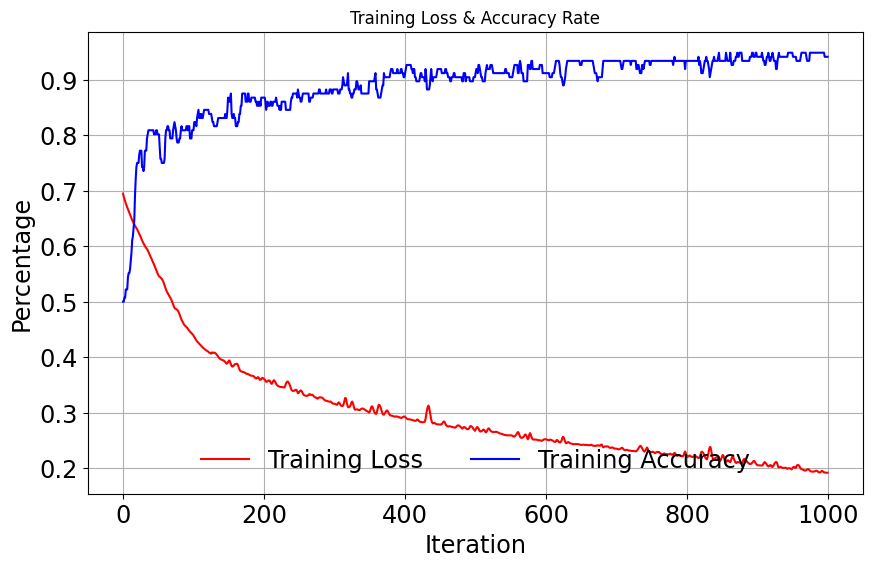 Training Loss & Accuracy Rate
Percentage
0.9
0.8
0.7
0.6
0.5
0.4
0.3
0.2
Training Loss Training Accuracy
0 200 400 600 800 1000
Iteration